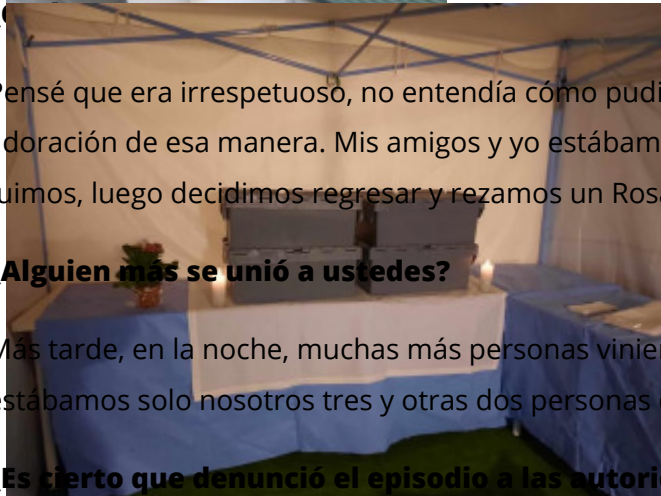 ensé que era irrespetuoso, no entendía cómo pudi
doración de esa manera. Mis amigos y yo estábam
uimos, luego decidimos regresar y rezamos un Rosa
Alguien más se unió a ustedes?
Más tarde, en la noche, muchas más personas vinier
estábamos solo nosotros tres y otras dos personas
Es cierto que denunció el episodio a las autori